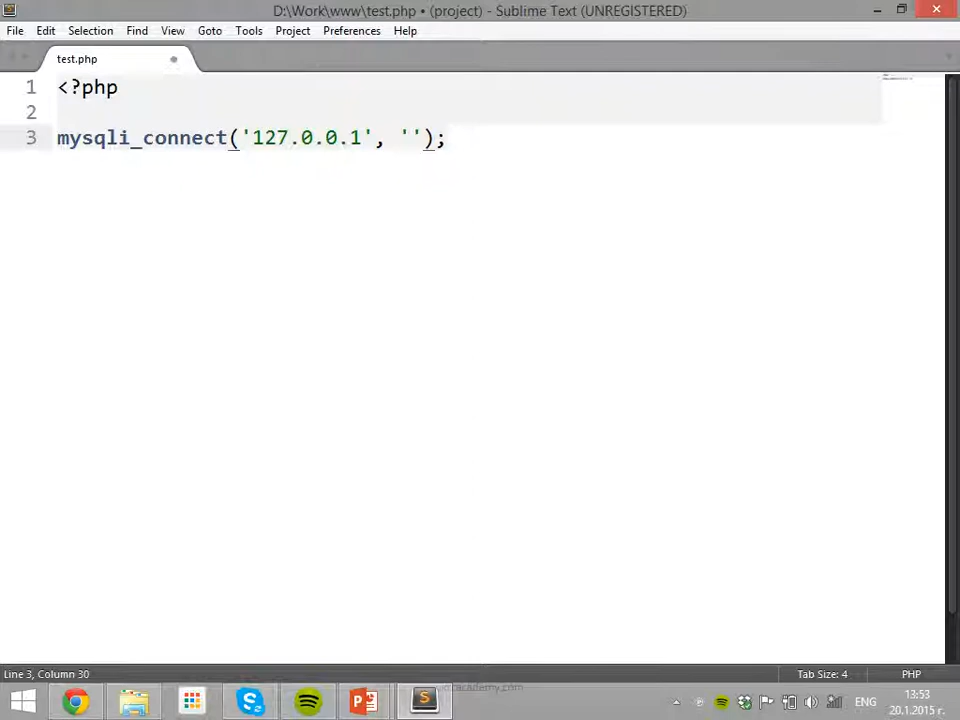 D:\Work\www\test.php • (project) - Sublime Text (UNREGISTERED)
File Edit Selection Find View Goto Tools Project Preferences Help
test.php
1 <?php
2
3 mysqli_connect('127.0.0.1', '');
Line 3, Column 30
Tab Size: 4
PHP
ЕНГ
13:53
20.1.2015 г.